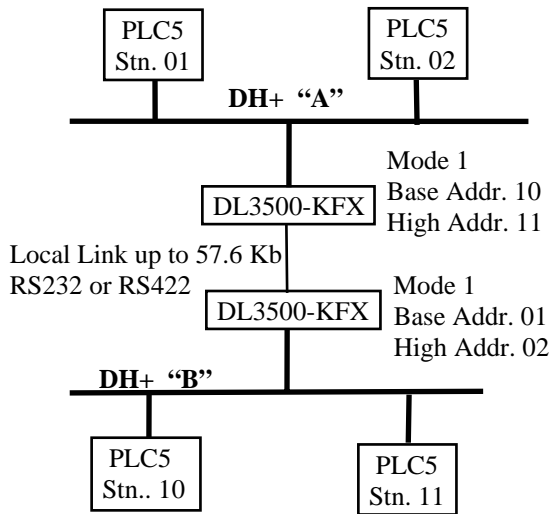 PLC5
Stn. 01
PLC5
Stn. 02
DH+ “A”
Mode 1
Base Addr. 10
High Addr. 11
DL3500-KFX
Local Link up to 57.6 Kb
RS232 or RS422
DL3500-KFX
Mode 1
Base Addr. 01
High Addr. 02
DH+ “B”
PLC5
Stn.. 10
PLC5
Stn. 11